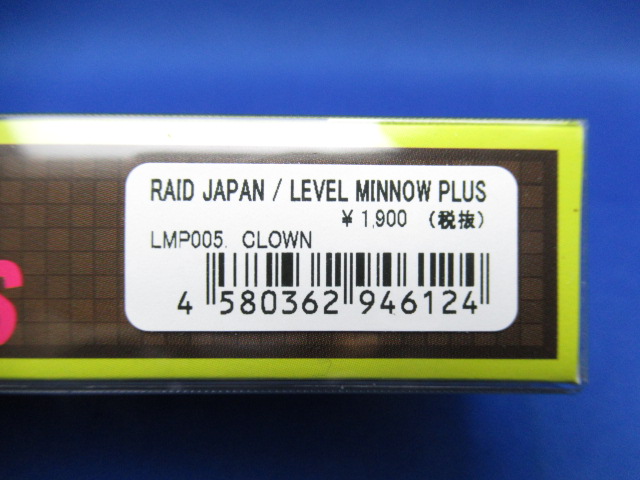 RAID JAPAN / LEVEL MINNOW PLUS
¥ 1,900 (税抜)
LMP005. CLOWN
4 580362 946124
S